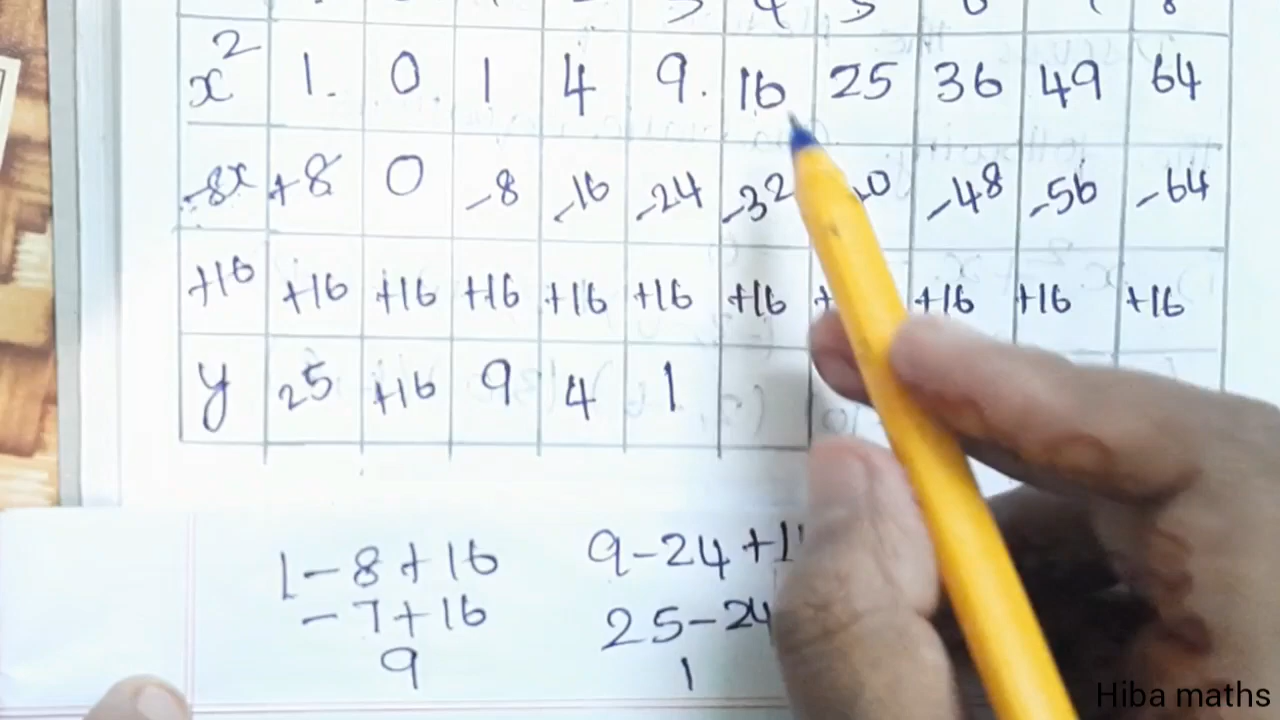 x² 1. 0. 1 4 9. 16 25 36 49 64
-8x +8 0 -8 -16 -24 -32 -48 -56 -64
+16 +16 +16 +16 +16 +16 +16 +16 +16 +16
y 25 +16 9 4 1
1-8+16 9-24+1
-7+16 25-24
9 1
Hiba maths